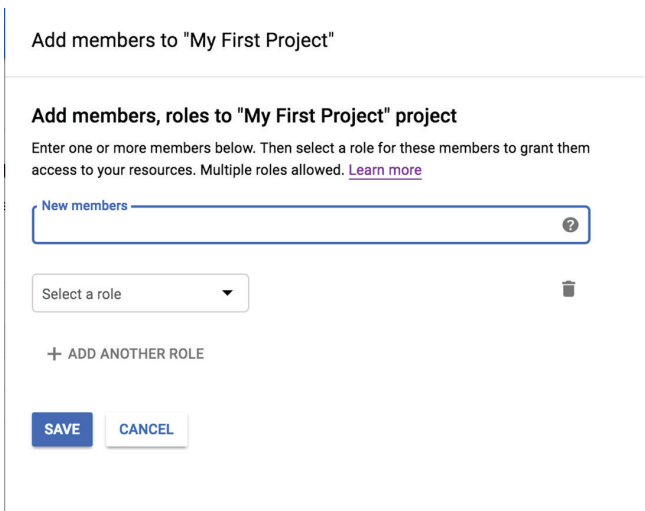 Add members to "My First Project"
Add members, roles to "My First Project" project
Enter one or more members below. Then select a role for these members to grant them
access to your resources. Multiple roles allowed. Learn more
New members
Select a role
ADD ANOTHER ROLE
SAVE CANCEL